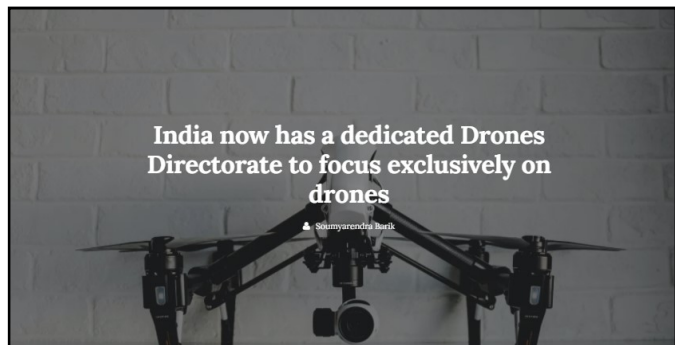 India now has a dedicated Drones
Directorate to focus exclusively on
drones
Soumyarendra Barik